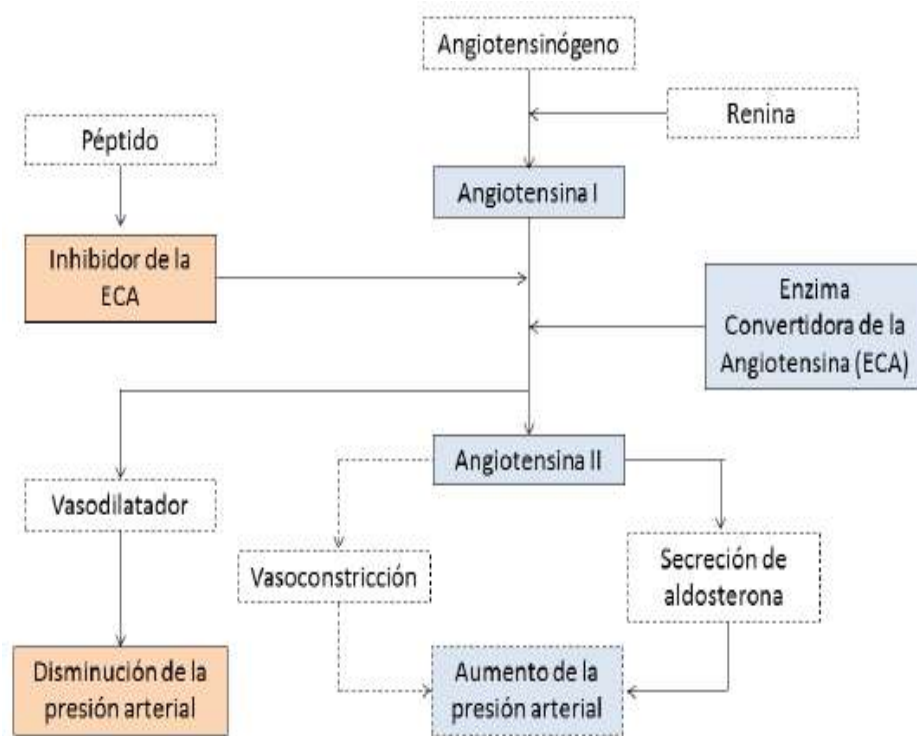 Angiotensinógeno
Renina
Péptido
Angiotensina I
Inhibidor de la
ECA
Enzima
Convertidora de la
Angiotensina (ECA)
Angiotensina II
Vasodilatador
Vasoconstricción
Secreción de
aldosterona
Disminución de la
presión arterial
Aumento de la
presión arterial